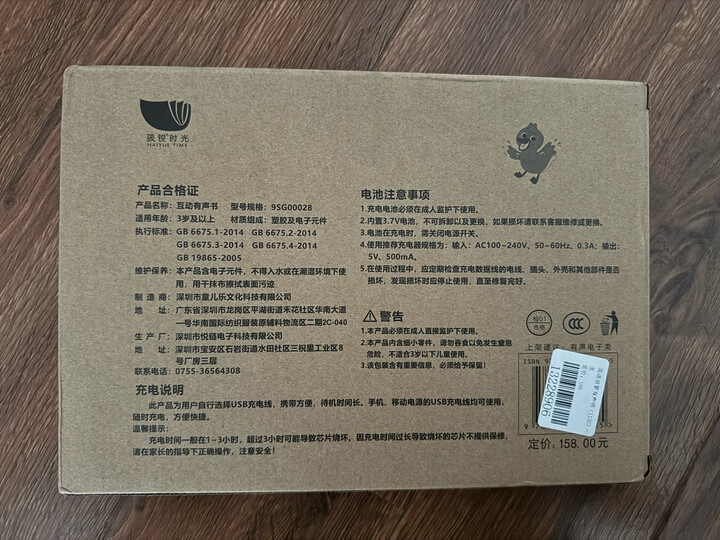 孩悦时光
HAIYUE TIME
产品合格证
产品名称：互动有声书 型号规格：9SG00028
适用年龄：3岁及以上 材质组成：塑胶及电子元件
执行标准：GB 6675.1-2014 GB 6675.2-2014
GB 6675.3-2014 GB 6675.4-2014
GB 19865-2005
维护保养：本产品含电子元件，不得入水或在潮湿环境下使
用，用干抹布擦拭表面污迹
制造商：深圳市童儿乐文化科技有限公司
地址：广东省深圳市龙岗区平湖街道禾花社区华南大道
一号华南国际纺织服装原辅料物流区二期2C-040
生产厂：深圳市悦链电子科技有限公司
地址：深圳市宝安区石岩街道水田社区三祝里工业区8
号厂房三层
联系电话：0755-36564308
充电说明
此产品为用户自行选择USB充电线，携带方便，待机时间长、手机、移动电源的USB充电线均可使用，
随时充电，方便快捷。
温馨提示：
充电时间一般在1~3小时，超过3小时可能导致芯片烧坏，因充电时间过长导致烧坏的芯片不提供保修，
请在家长的指导下正确操作，注意安全！
电池注意事项
1.充电电池必须在成人监护下使用。
2.内置3.7V电池，不可拆卸以及更换，如果损坏请联系客服维修或更换。
3.电池在充电时，需关闭电源开关。
4.使用推荐充电器规格为：输入：AC100~240V、50~60Hz、0.3A；输出：
5V、500mA。
5.在使用过程中，应定期检查充电数据线的电线、插头、外壳和其他部件是否
损坏，发现损坏时应停止使用，直至修复完好。
警告
1.本产品必须在成人直接监护下使用。
2.本产品内含细小零件，请勿吞食以免发生窒息
危险，不适合3岁以下儿童使用。
3.该包装含有重要信息，必须给予保留！
检01
合格
CCC
上架建议：有声电子类
ISBN 9
13228906
定价：158.00元